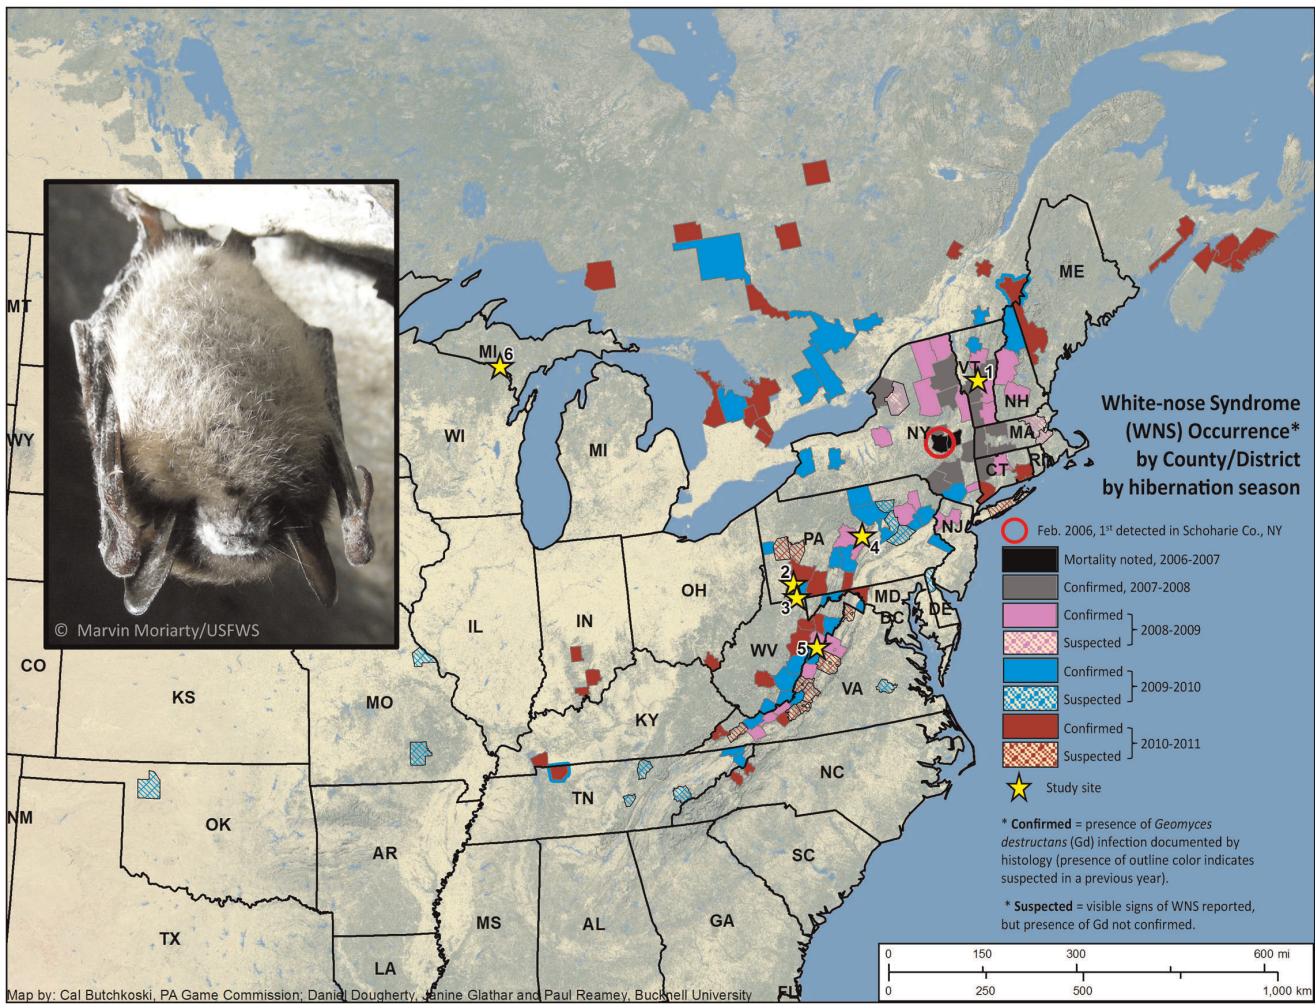 MT
WY
CO
NM
KS
OK
TX
MO
AR
LA
WI
MI
6
MI
IL
IN
OH
KY
TN
MS
AL
GA
SC
NC
VA
WV
5
2
3
PA
4
MD
DC
DE
NJ
NY
CT
RI
MA
NH
VT
1
ME
FL
© Marvin Moriarty/USFWS
White-nose Syndrome
(WNS) Occurrence*
by County/District
by hibernation season
Feb. 2006, 1st detected in Schoharie Co., NY
Mortality noted, 2006-2007
Confirmed, 2007-2008
Confirmed
2008-2009
Suspected
Confirmed
2009-2010
Suspected
Confirmed
2010-2011
Suspected
Study site
* Confirmed = presence of Geomyces
destructans (Gd) infection documented by
histology (presence of outline color indicates
suspected in a previous year).
* Suspected = visible signs of WNS reported,
but presence of Gd not confirmed.
0 150 300 600 mi
0 250 500 1,000 km
Map by: Cal Butchkoski, PA Game Commission; Daniel Dougherty, Janine Glathar and Paul Reamey, Bucknell University